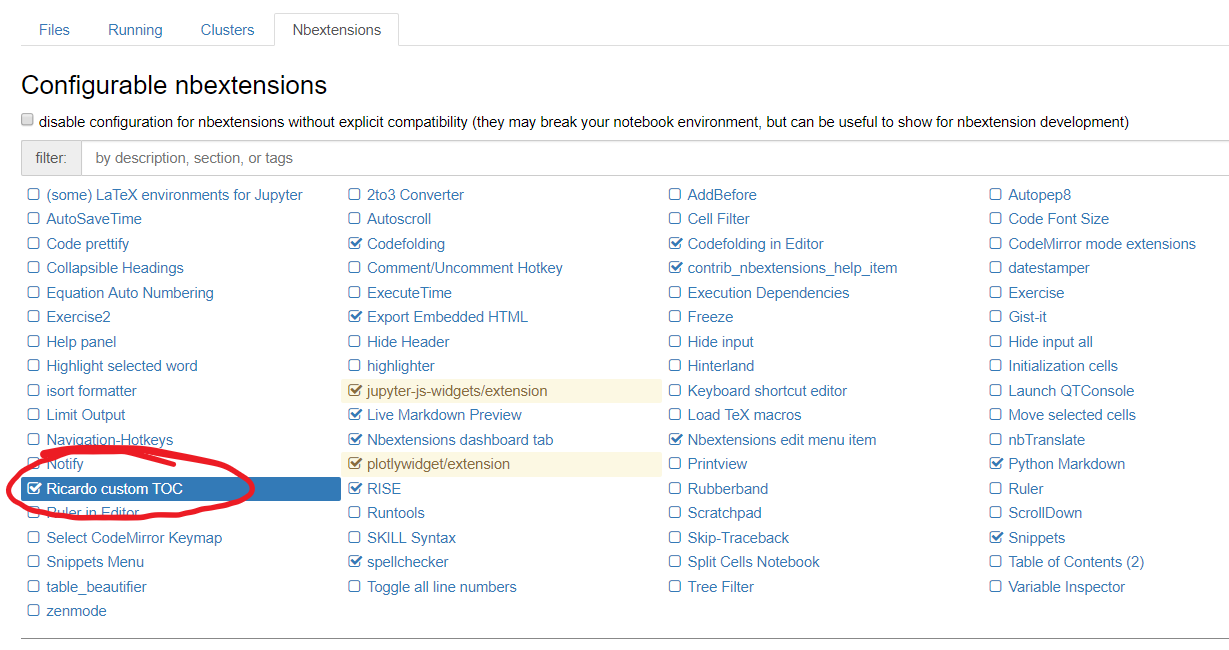 Files Running Clusters Nbextensions
Configurable nbextensions
disable configuration for nbextensions without explicit compatibility (they may break your notebook environment, but can be useful to show for nbextension development)
filter: by description, section, or tags
(some) LaTeX environments for Jupyter 2to3 Converter AddBefore Autopep8
AutoSaveTime Autoscroll Cell Filter Code Font Size
Code prettify Codefolding Codefolding in Editor CodeMirror mode extensions
Collapsible Headings Comment/Uncomment Hotkey contrib_nbextensions_help_item datestamper
Equation Auto Numbering ExecuteTime Execution Dependencies Exercise
Exercise2 Export Embedded HTML Freeze Gist-it
Help panel Hide Header Hide input Hide input all
Highlight selected word highlighter Hinterland Initialization cells
isort formatter jupyter-js-widgets/extension Keyboard shortcut editor Launch QTConsole
Limit Output Live Markdown Preview Load TeX macros Move selected cells
Navigation-Hotkeys Nbextensions dashboard tab Nbextensions edit menu item nbTranslate
Notify plotlywidget/extension Printview Python Markdown
Ricardo custom TOC RISE Rubberband Ruler
Ruler in Editor Runtools Scratchpad ScrollDown
Select CodeMirror Keymap SKILL Syntax Skip-Traceback Snippets
Snippets Menu spellchecker Split Cells Notebook Table of Contents (2)
table_beautifier Toggle all line numbers Tree Filter Variable Inspector
zenmode